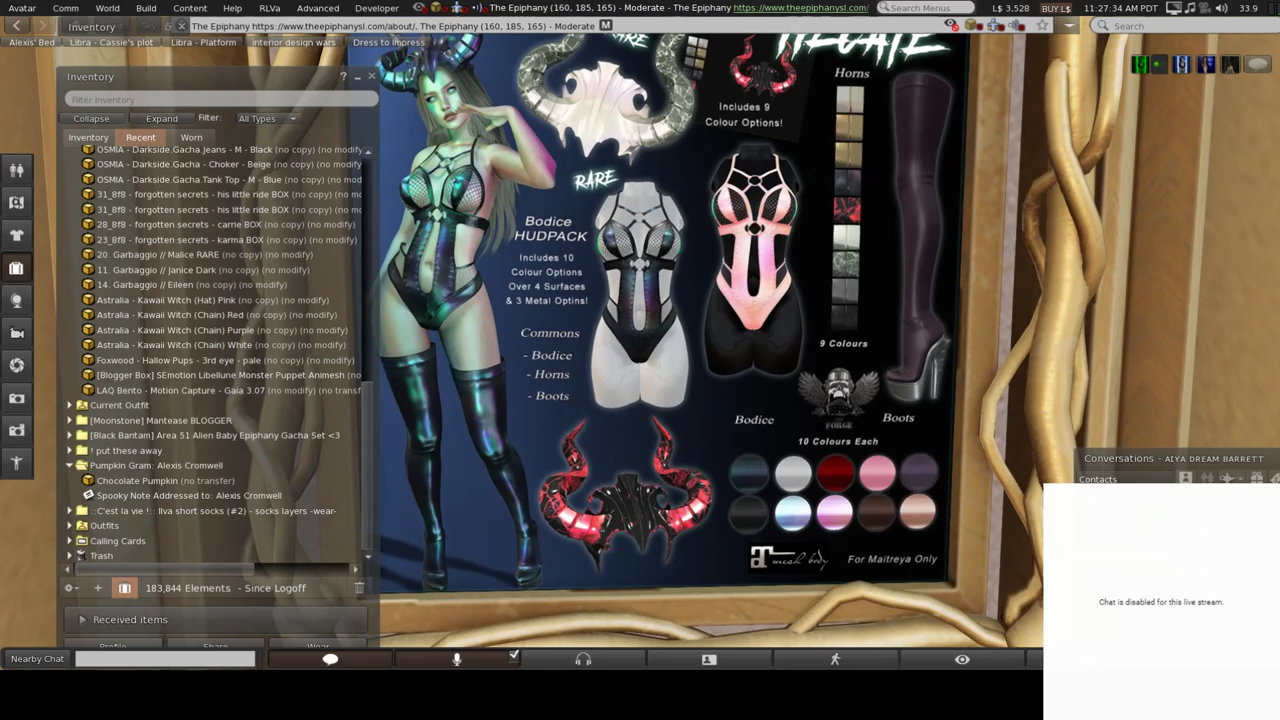 Avatar Comm World Build Content Help RLVa Advanced Developer The Epiphany (160, 185, 165) - Moderate - The Epiphany https://www.theepiphanysl.com/about/ Search Menus L$ 3,528 BUY L$ 11:27:34 AM PDT 33.9
Inventory https://www.theepiphanysl.com/about/, The Epiphany (160, 185, 165) - Moderate M Search
Alexis' Bed Libra - Cassie's plot Libra - Platform interior design wars Dress to impress
Inventory ?
Filter Inventory
Collapse Expand Filter: All Types
Inventory Recent Worn
OSMIA - Darkside.Gacha.Jeans - M - Black (no copy) (no modify
OSMIA - Darkside.Gacha - Choker - Beige (no copy) (no modify
OSMIA - Darkside.Gacha.Tank Top - M - Blue (no copy) (no mod
31_8f8 - forgotten secrets - his little ride BOX (no copy) (no mo
31_8f8 - forgotten secrets - his little ride BOX (no copy) (no mo
28_8f8 - forgotten secrets - carrie BOX (no copy) (no modify)
23_8f8 - forgotten secrets - karma BOX (no copy) (no modify)
20. Garbaggio // Malice RARE (no copy) (no modify)
11. Garbaggio // Janice Dark (no copy) (no modify)
14. Garbaggio // Eileen (no copy) (no modify)
Astralia - Kawaii Witch (Hat) Pink (no copy) (no modify)
Astralia - Kawaii Witch (Chain) Red (no copy) (no modify)
Astralia - Kawaii Witch (Chain) Purple (no copy) (no modify)
Astralia - Kawaii Witch (Chain) White (no copy) (no modify)
Foxwood - Hallow Pups - 3rd eye - pale (no copy) (no modify)
[Blogger Box] SEmotion Libellune Monster Puppet Animesh (no
LAQ Bento - Motion Capture - Gaia 3.07 (no modify) (no transf
Current Outfit
[Moonstone] Mantease BLOGGER
[Black Bantam] Area 51 Alien Baby Epiphany Gacha Set <3
! put these away
Pumpkin Gram: Alexis Cromwell
Chocolate Pumpkin (no transfer)
Spooky Note Addressed to: Alexis Cromwell
::C'est la vie !:: Ilva short socks (#2) - socks layers -wear-
Outfits
Calling Cards
Trash
183,844 Elements - Since Logoff
Received items
Profile Share Wear
Nearby Chat
RARE
HECATE
Includes 9
Colour Options!
Horns
RARE
Bodice
HUDPACK
Includes 10
Colour Options
Over 4 Surfaces
& 3 Metal Optins!
Commons
- Bodice
- Horns
- Boots
9 Colours
FORGE
Bodice
Boots
10 Colours Each
mesh body
For Maitreya Only
Conversations - AIYA DREAM BARRETT
Contacts
Chat is disabled for this live stream.